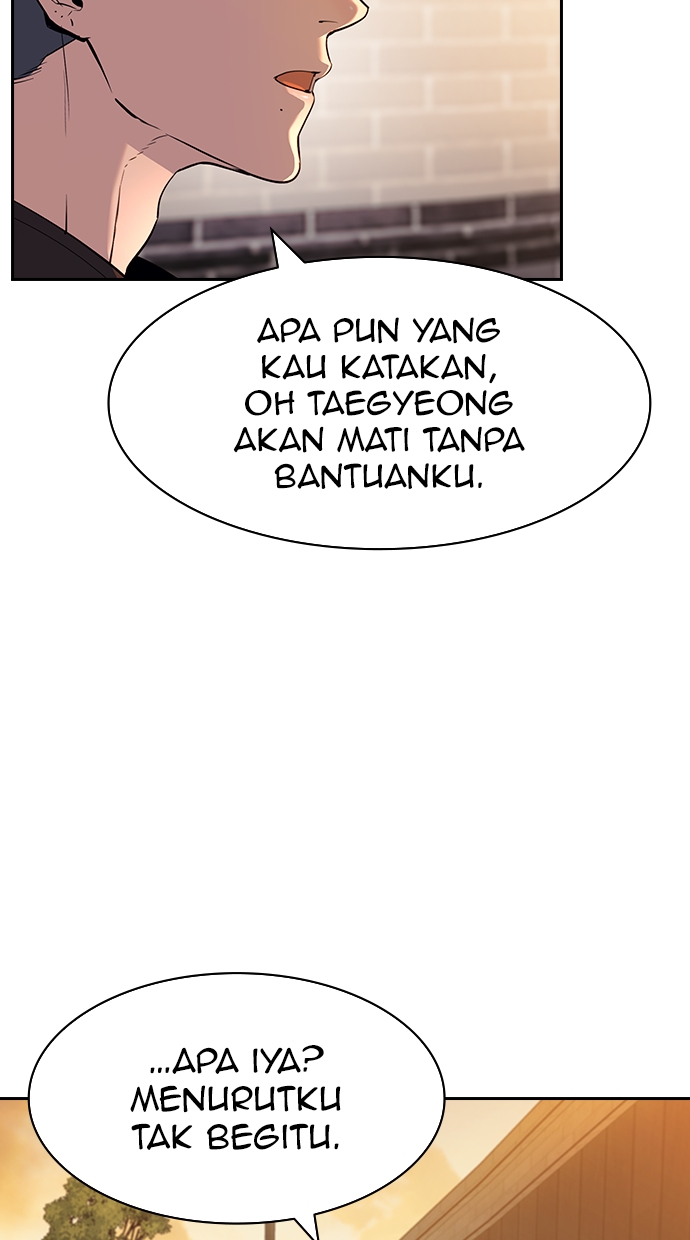 APA PUN YANG
KAU KATAKAN,
OH TAEGYEONG
AKAN MATI TANPA
BANTUANKU.
...APA IYA?
MENURUTKU
TAK BEGITU.